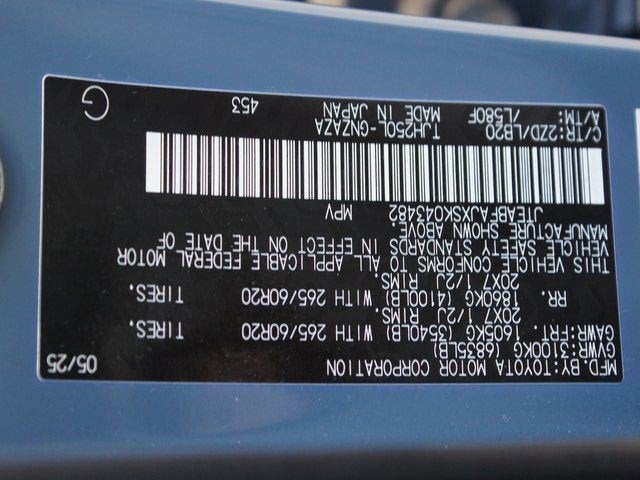 MFD.BY:TOYOTA MOTOR CORPORATION 05/25
GVWR:3100KG (6835LB)
GAWR:FRT. 1605KG (3540LB) WITH 265/60R20 TIRES.
20X7 1/2J RIMS
RR. 1860KG (4100LB) WITH 265/60R20 TIRES.
20X7 1/2J RIMS
THIS VEHICLE CONFORMS TO ALL APPLICABLE FEDERAL MOTOR
VEHICLE SAFETY STANDARDS IN EFFECT ON THE DATE OF
MANUFACTURE SHOWN ABOVE.
JTEABFAJXSK043482 MPV
C/TR:2ZD/LB20 TJH250L-GNZAZA 453 G
A/TM: /L580F MADE IN JAPAN